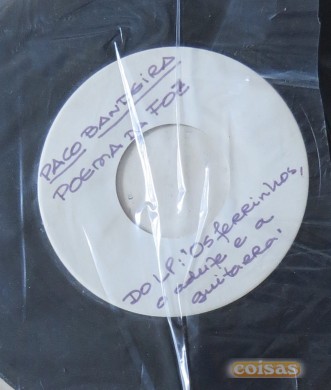 PACO BANDEIRA
POEMA DA FOZ
DO LP: "Os ferrinhos,
o adufe e a
guitarra,
coisas